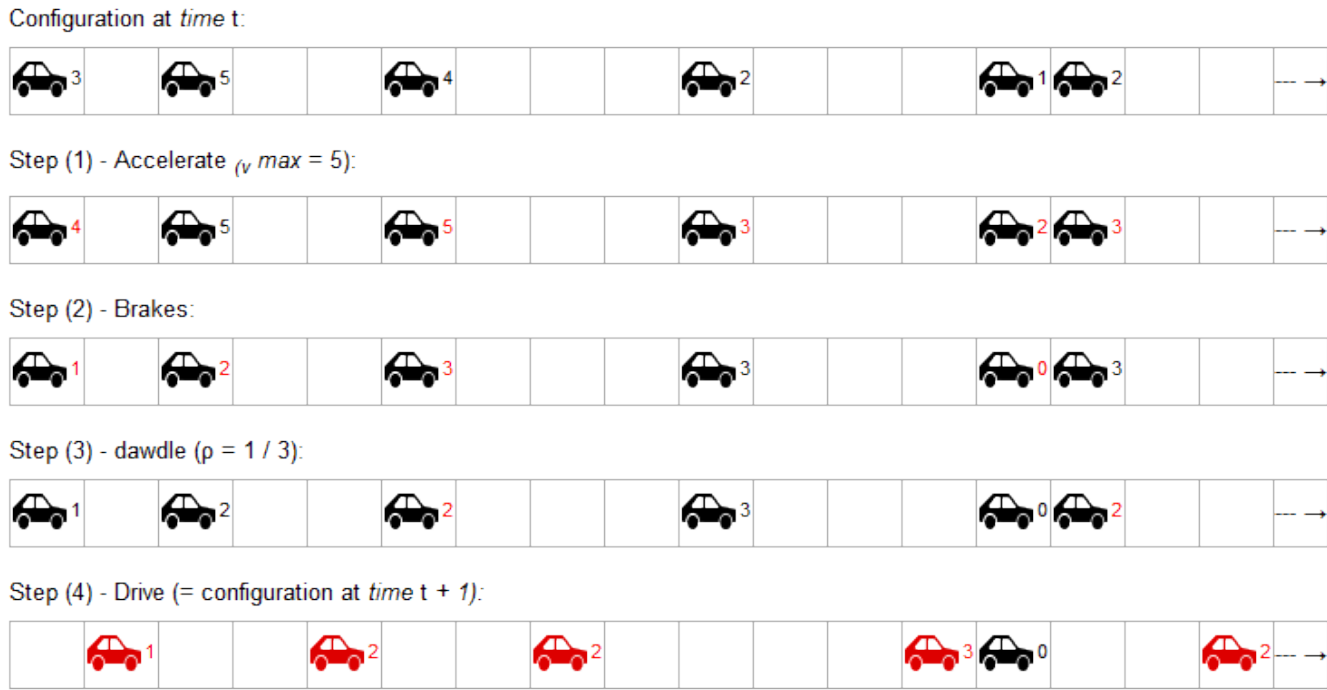 Configuration at time t:
3 5 4 2 1 2 --- →
Step (1) - Accelerate (v max = 5):
4 5 5 3 2 3 --- →
Step (2) - Brakes:
1 2 3 3 0 3 --- →
Step (3) - dawdle (ρ = 1 / 3):
1 2 2 3 0 2 --- →
Step (4) - Drive (= configuration at time t + 1):
1 2 2 3 0 2 --- →